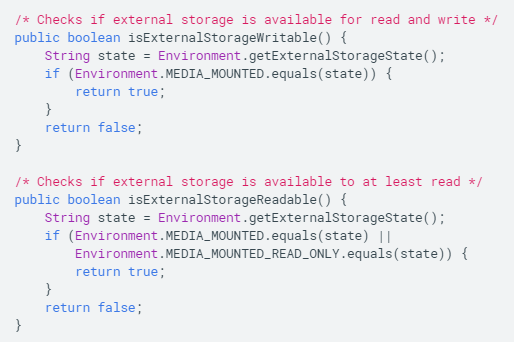 /* Checks if external storage is available for read and write */
public boolean isExternalStorageWritable() {
    String state = Environment.getExternalStorageState();
    if (Environment.MEDIA_MOUNTED.equals(state)) {
        return true;
    }
    return false;
}

/* Checks if external storage is available to at least read */
public boolean isExternalStorageReadable() {
    String state = Environment.getExternalStorageState();
    if (Environment.MEDIA_MOUNTED.equals(state) ||
        Environment.MEDIA_MOUNTED_READ_ONLY.equals(state)) {
        return true;
    }
    return false;
}